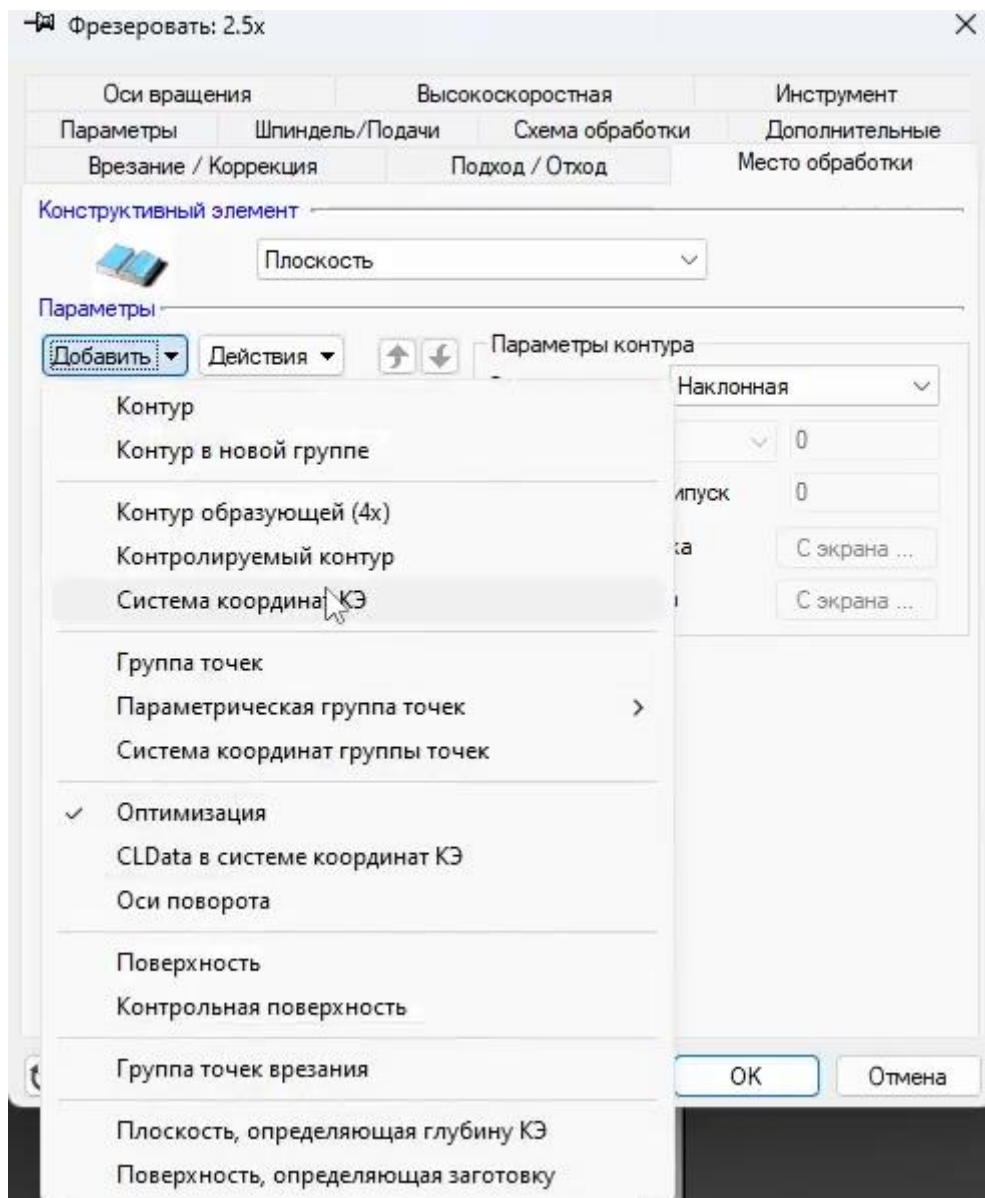 Фрезеровать: 2.5x
Оси вращения Высокоскоростная Инструмент
Параметры Шпиндель/Подачи Схема обработки Дополнительные
Врезание / Коррекция Подход / Отход Место обработки
Конструктивный элемент
Плоскость
Параметры
Добавить Действия Параметры контура
Наклонная
Контур
0
Контур в новой группе
ипуск 0
Контур образующей (4x)
ка С экрана ...
Контролируемый контур
Система координат КЭ
С экрана ...
Группа точек
Параметрическая группа точек
Система координат группы точек
Оптимизация
CLData в системе координат КЭ
Оси поворота
Поверхность
Контрольная поверхность
Группа точек врезания
OK Отмена
Плоскость, определяющая глубину КЭ
Поверхность, определяющая заготовку